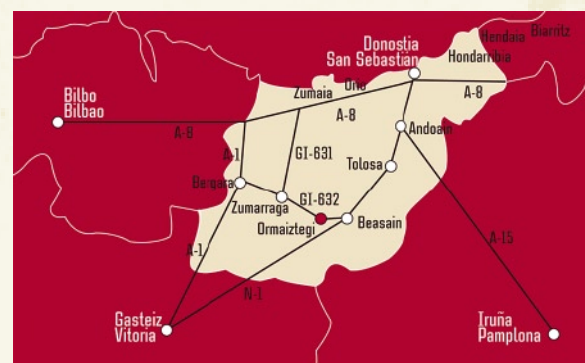 Biarritz
Hendaia
Donostia
San Sebastián
Hondarribia
Orio
Zumaia
A-8
A-8
Bilbo
Bilbao
A-8
Andoain
A-1
GI-631
Tolosa
Bergara
GI-632
Zumarraga
Ormaiztegi
Beasain
A-15
A-1
N-1
Gasteiz
Vitoria
Iruña
Pamplona